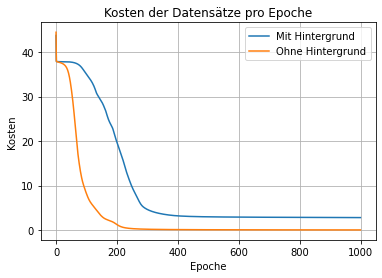 Kosten der Datensätze pro Epoche
Mit Hintergrund
Ohne Hintergrund
Kosten
40
30
20
10
0
0 200 400 600 800 1000
Epoche